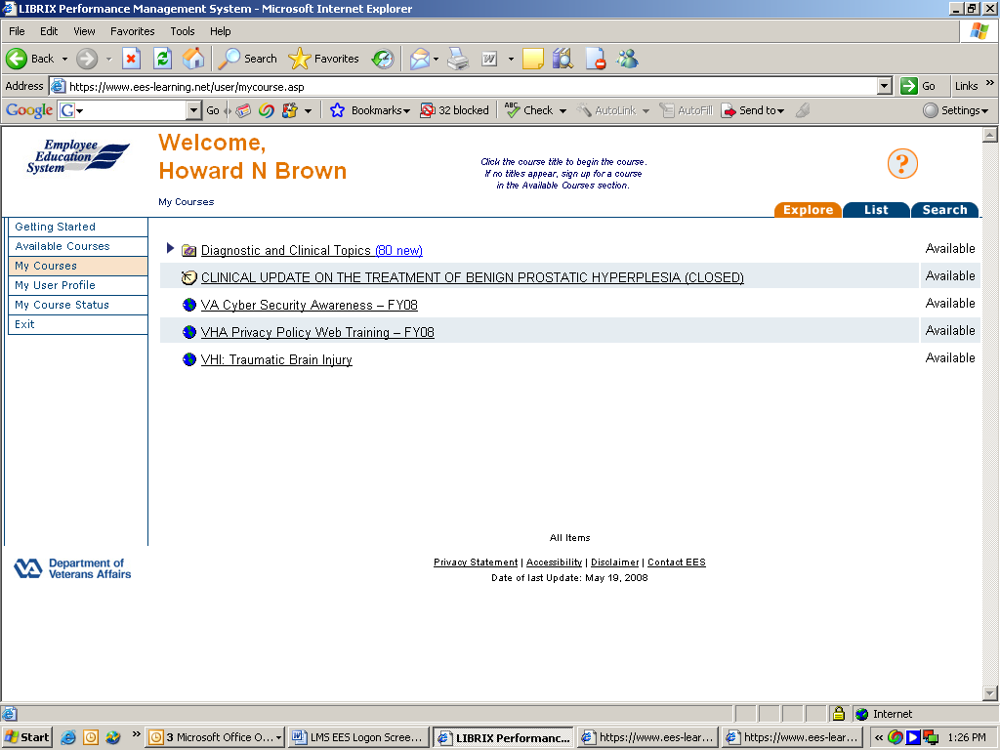 LIBRIX Performance Management System - Microsoft Internet Explorer
File Edit View Favorites Tools Help
Back Search Favorites
Address https://www.ees-learning.net/user/mycourse.asp Go Links »
Google G Go Bookmarks 32 blocked ABC Check AutoLink AutoFill Send to Settings
Employee
Education
System
Welcome,
Howard N Brown
My Courses
Click the course title to begin the course.
If no titles appear, sign up for a course
in the Available Courses section.
?
Explore List Search
Getting Started
Available Courses
My Courses
My User Profile
My Course Status
Exit
Diagnostic and Clinical Topics (80 new) Available
CLINICAL UPDATE ON THE TREATMENT OF BENIGN PROSTATIC HYPERPLESIA (CLOSED) Available
VA Cyber Security Awareness – FY08 Available
VHA Privacy Policy Web Training – FY08 Available
VHI: Traumatic Brain Injury Available
All Items
VA Department of
Veterans Affairs
Privacy Statement | Accessibility | Disclaimer | Contact EES
Date of last Update: May 19, 2008
Internet
Start » 3 Microsoft Office O... LMS EES Logon Scree... LIBRIX Performanc... https://www.ees-lear... https://www.ees-lear... « 1:26 PM